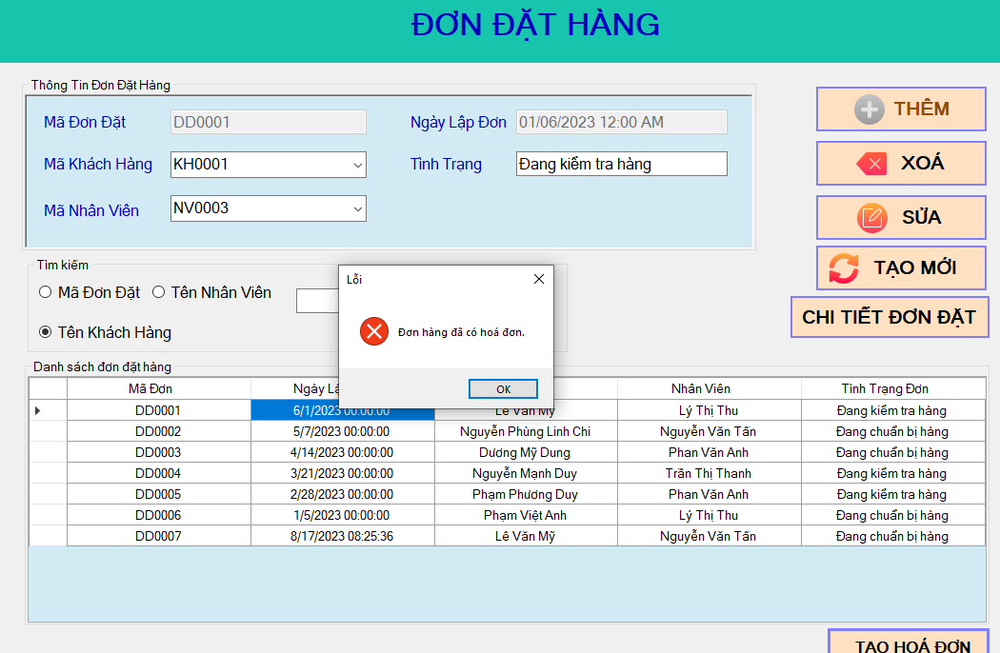 ĐƠN ĐẶT HÀNG
Thông Tin Đơn Đặt Hàng
Mã Đơn Đặt DD0001 Ngày Lập Đơn 01/06/2023 12:00 AM
Mã Khách Hàng KH0001 Tình Trạng Đang kiểm tra hàng
Mã Nhân Viên NV0003
THÊM
XOÁ
SỬA
TẠO MỚI
CHI TIẾT ĐƠN ĐẶT
Tìm kiếm
Mã Đơn Đặt Tên Nhân Viên
Tên Khách Hàng
Lỗi
Đơn hàng đã có hoá đơn.
OK
Danh sách đơn đặt hàng
Mã Đơn Ngày Nhân Viên Tình Trạng Đơn
DD0001 6/1/2023 00:00:00 Lê Văn Mỹ Lý Thị Thu Đang kiểm tra hàng
DD0002 5/7/2023 00:00:00 Nguyễn Phùng Linh Chi Nguyễn Văn Tấn Đang chuẩn bị hàng
DD0003 4/14/2023 00:00:00 Dương Mỹ Dung Phan Văn Anh Đang chuẩn bị hàng
DD0004 3/21/2023 00:00:00 Nguyễn Mạnh Duy Trần Thị Thanh Đang kiểm tra hàng
DD0005 2/28/2023 00:00:00 Phạm Phương Duy Phan Văn Anh Đang kiểm tra hàng
DD0006 1/5/2023 00:00:00 Phạm Việt Anh Lý Thị Thu Đang chuẩn bị hàng
DD0007 8/17/2023 08:25:36 Lê Văn Mỹ Nguyễn Văn Tấn Đang chuẩn bị hàng
TẠO HOÁ ĐƠN